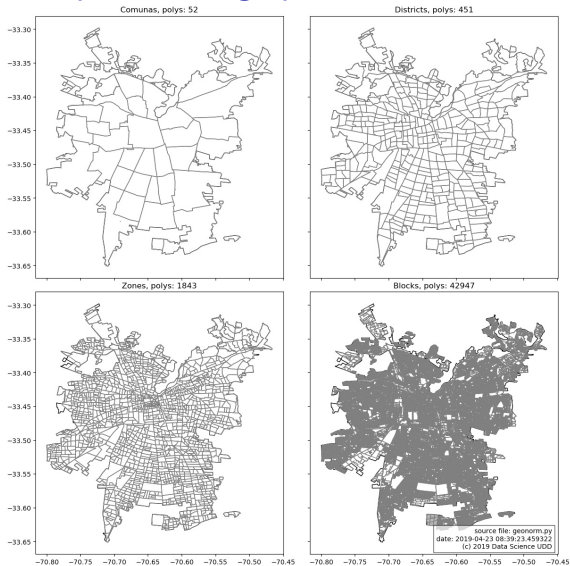 Comunas, polys: 52
Districts, polys: 451
−33.30
−33.35
−33.40
−33.45
−33.50
−33.55
−33.60
−33.65
−70.80 −70.75 −70.70 −70.65 −70.60 −70.55 −70.50 −70.45
Zones, polys: 1843
Blocks, polys: 42947
−33.30
−33.35
−33.40
−33.45
−33.50
−33.55
−33.60
−33.65
source file: geonorm.py
date: 2019-04-23 08:39:23.459322
(c) 2019 Data Science UDD
−70.80 −70.75 −70.70 −70.65 −70.60 −70.55 −70.50 −70.45